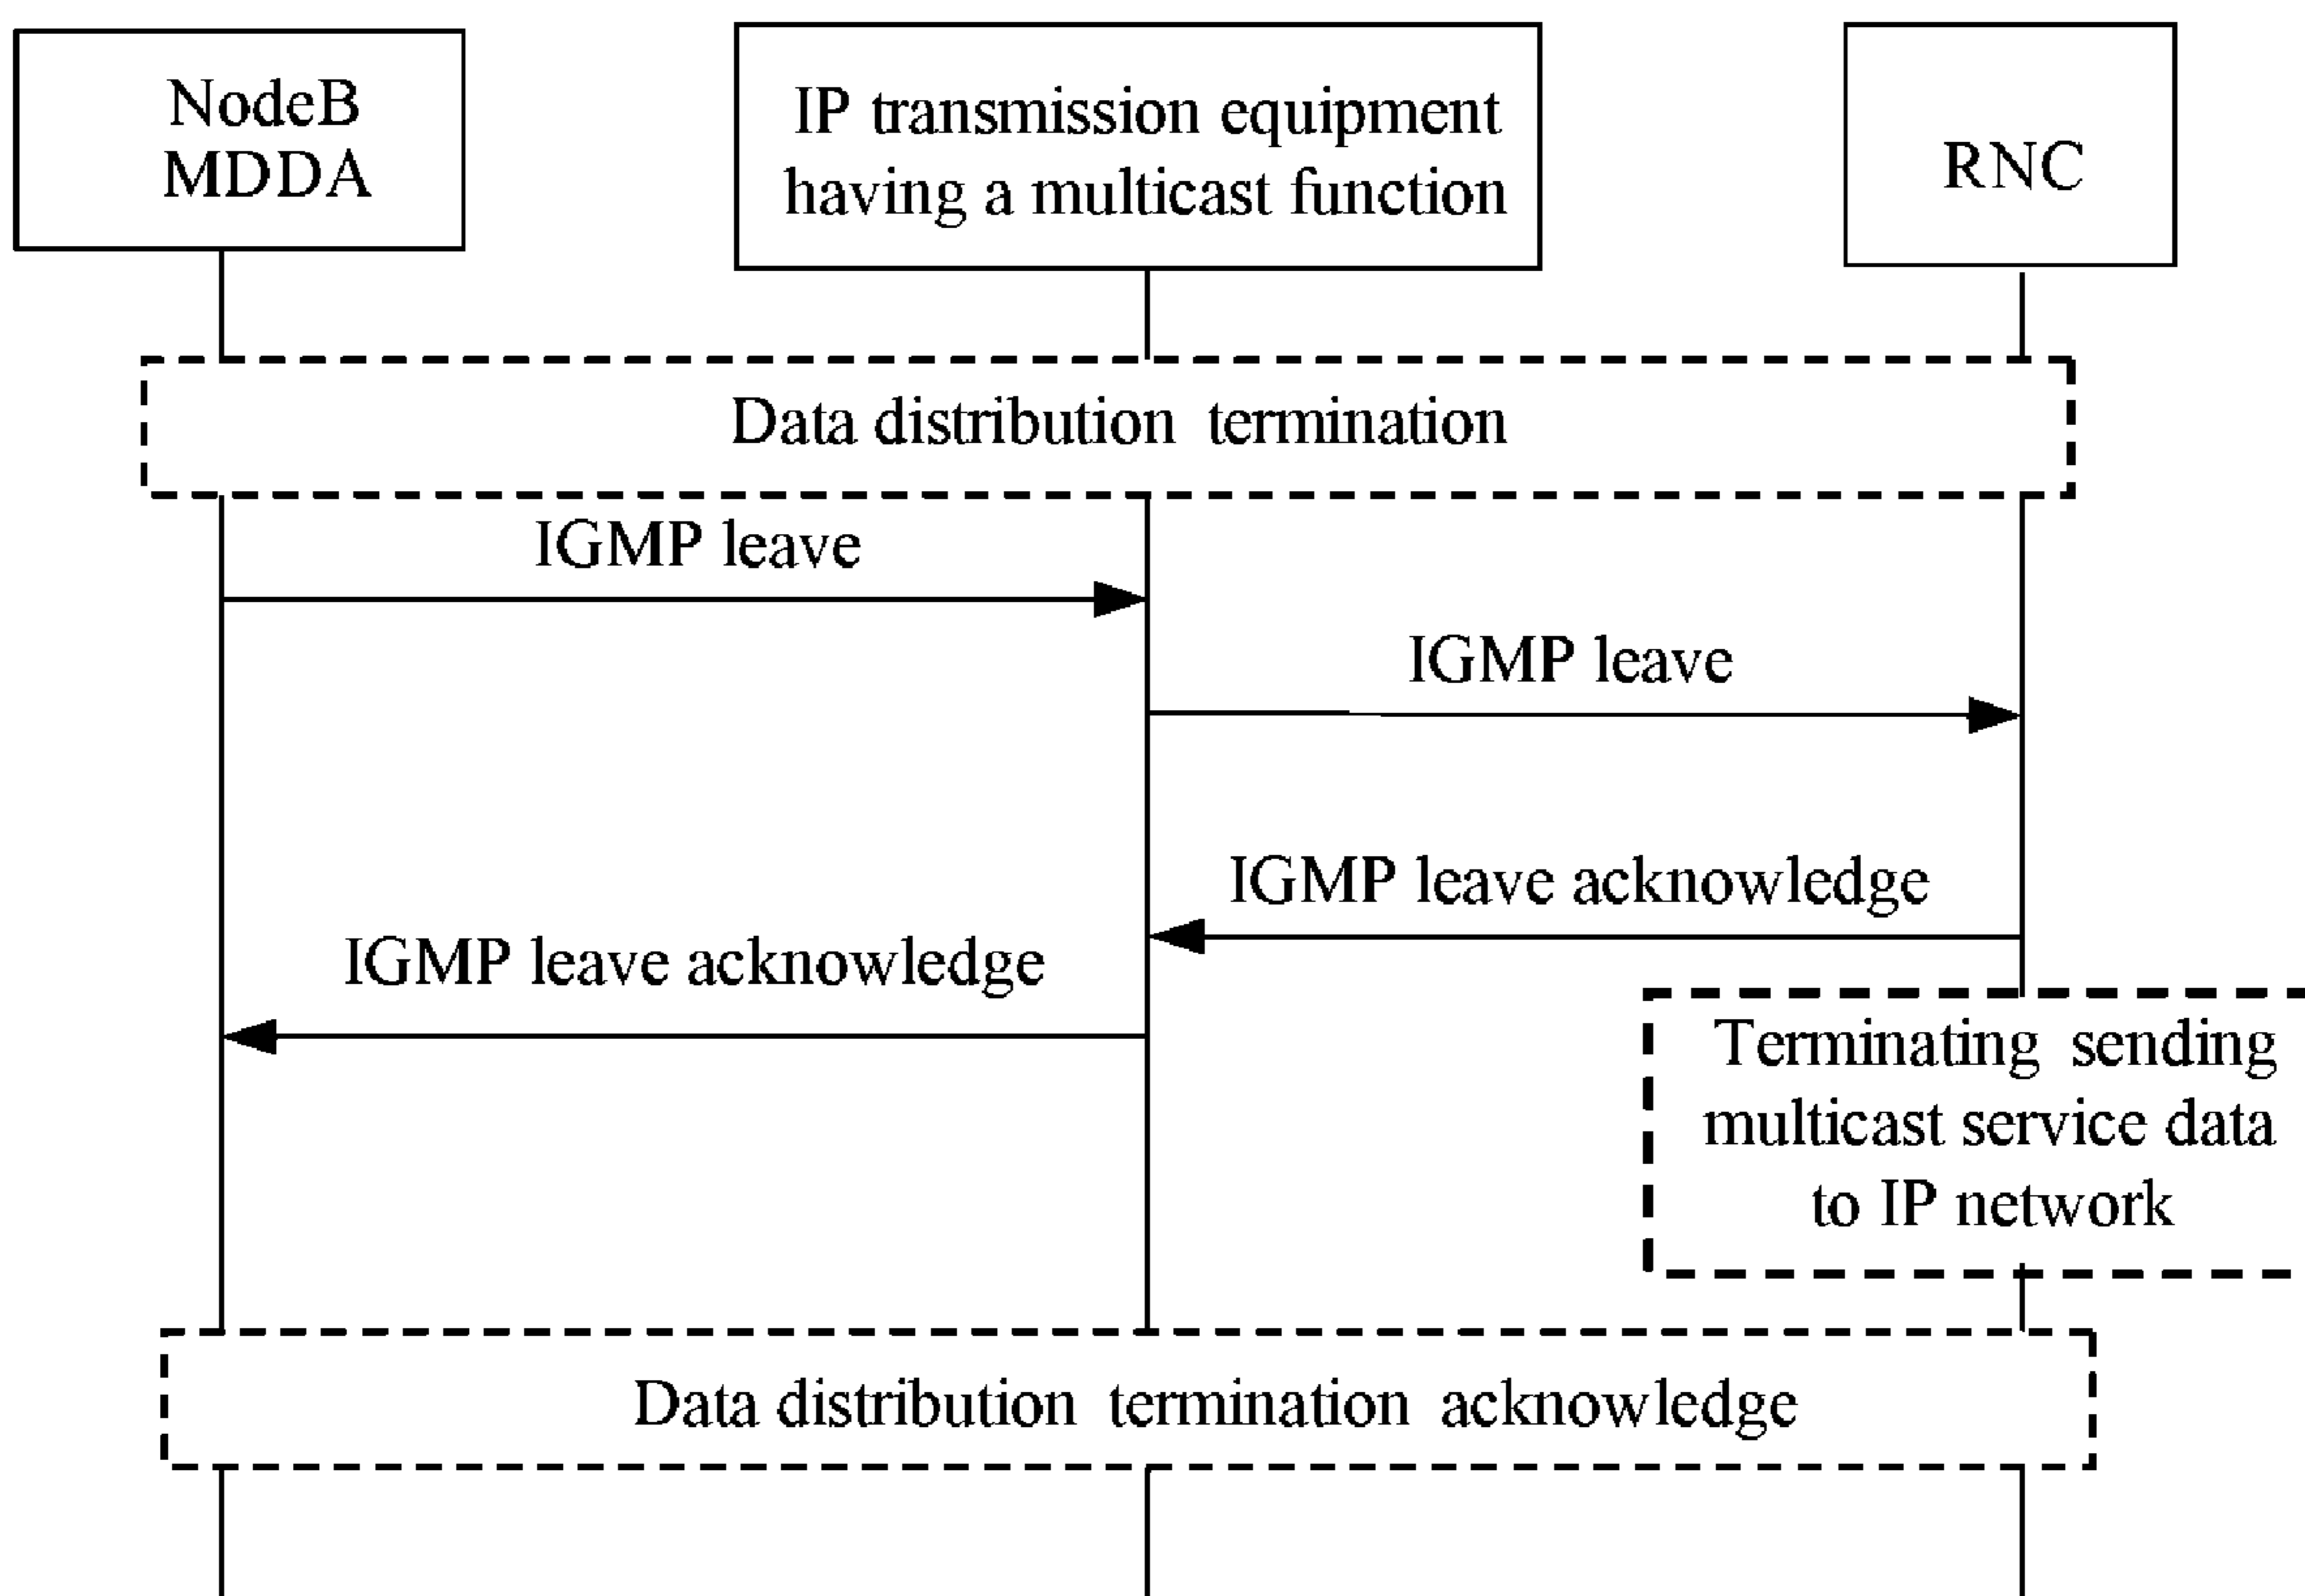 NodeB
MDDA
IP transmission equipment
having a multicast function
RNC
Data distribution termination
IGMP leave
IGMP leave
IGMP leave acknowledge
IGMP leave acknowledge
Terminating sending
multicast service data
to IP network
Data distribution termination acknowledge